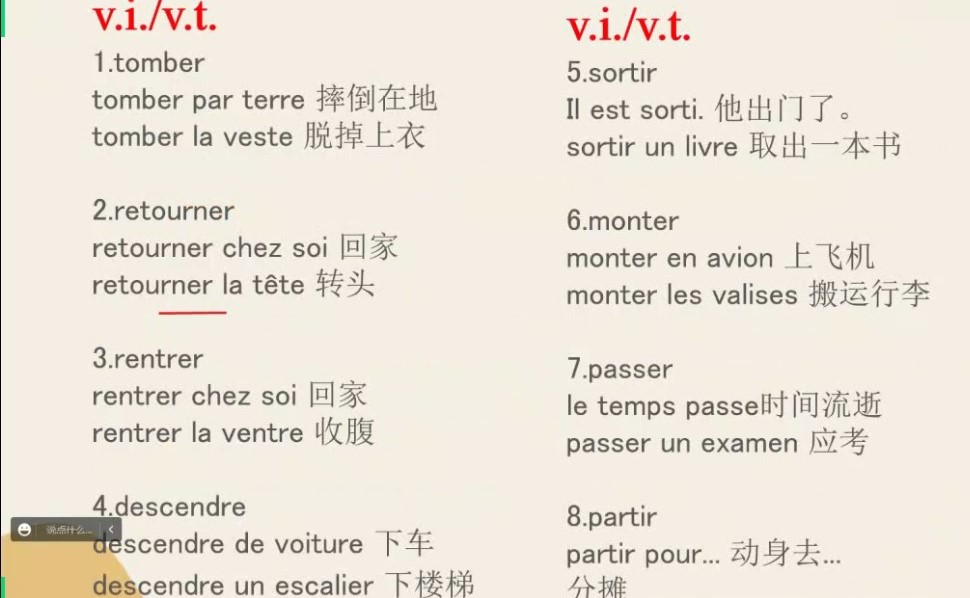 v.i./v.t.
1.tomber
tomber par terre 摔倒在地
tomber la veste 脱掉上衣
2.retourner
retourner chez soi 回家
retourner la tête 转头
3.rentrer
rentrer chez soi 回家
rentrer la ventre 收腹
4.descendre
descendre de voiture 下车
descendre un escalier 下楼梯
说点什么...
v.i./v.t.
5.sortir
Il est sorti. 他出门了。
sortir un livre 取出一本书
6.monter
monter en avion 上飞机
monter les valises 搬运行李
7.passer
le temps passe时间流逝
passer un examen 应考
8.partir
partir pour... 动身去...
分摊